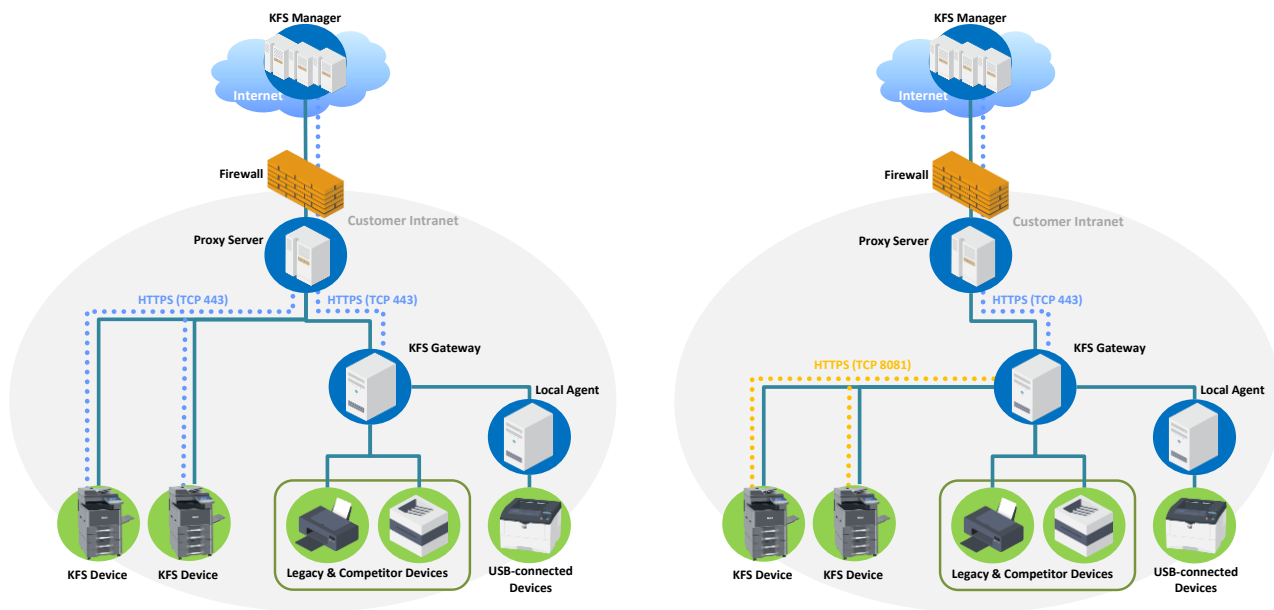 KFS Manager
Internet
Firewall
Customer Intranet
Proxy Server
HTTPS (TCP 443)
HTTPS (TCP 443)
KFS Gateway
Local Agent
KFS Device
KFS Device
Legacy & Competitor Devices
USB-connected
Devices
KFS Manager
Internet
Firewall
Customer Intranet
Proxy Server
HTTPS (TCP 443)
KFS Gateway
HTTPS (TCP 8081)
Local Agent
KFS Device
KFS Device
Legacy & Competitor Devices
USB-connected
Devices